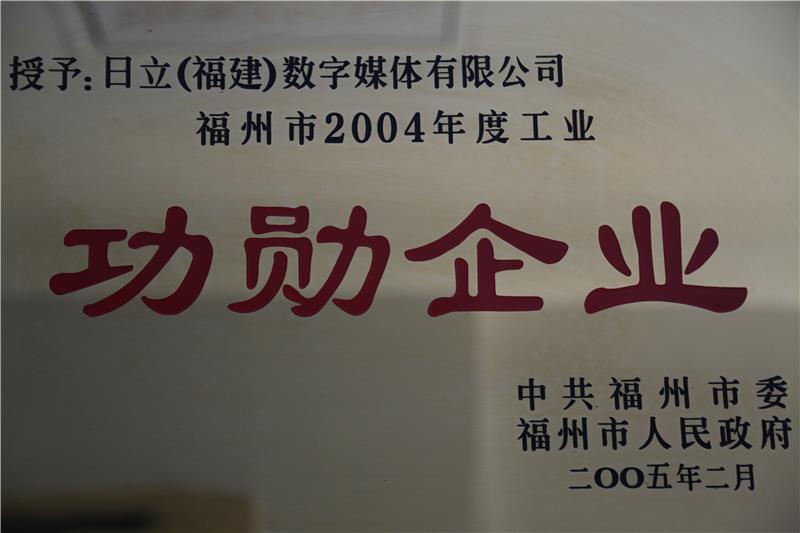 授予:日立(福建)数字媒体有限公司
福州市2004年度工业
功勋企业
中共福州市委
福州市人民政府
二〇〇五年二月